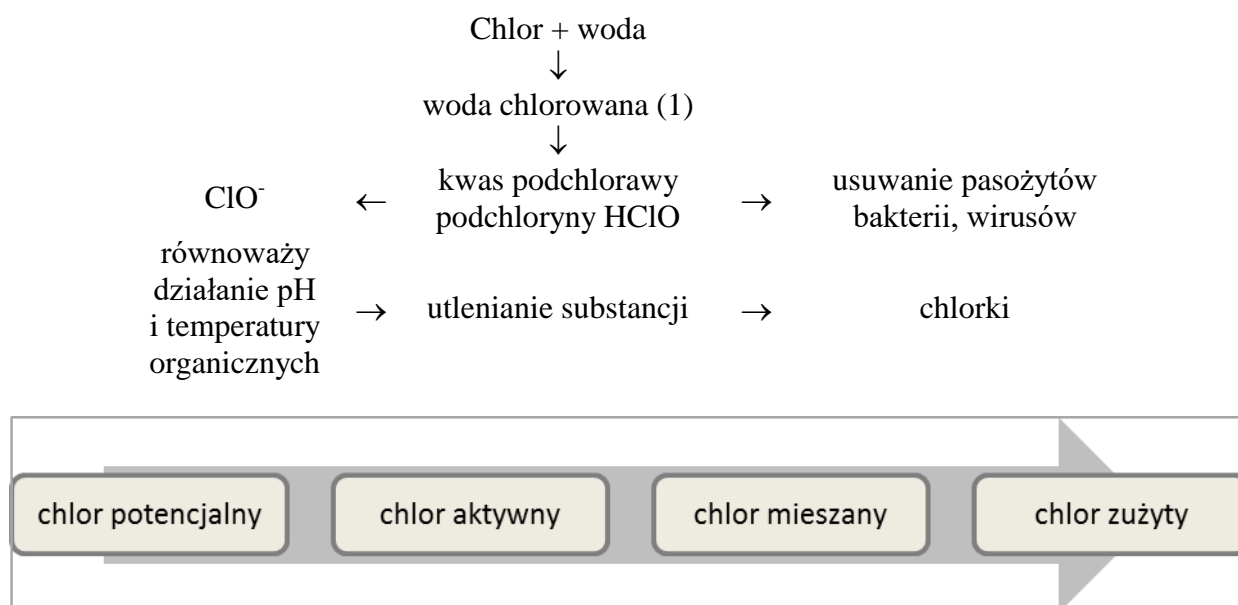 Chlor + woda
↓
woda chlorowana (1)
↓
ClO⁻ ← kwas podchlorawy podchloryny HClO → usuwanie pasożytów bakterii, wirusów
równoważy
działanie pH
i temperatury
organicznych
→ utlenianie substancji → chlorki
chlor potencjalny
chlor aktywny
chlor mieszany
chlor zużyty